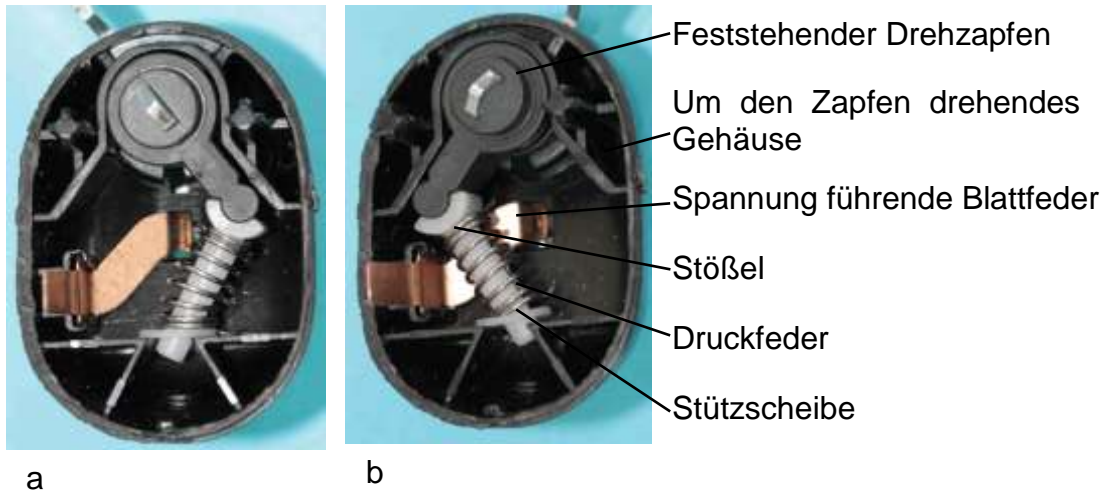 Feststehender Drehzapfen
Um den Zapfen drehendes
Gehäuse
Spannung führende Blattfeder
Stößel
Druckfeder
Stützscheibe
a
b